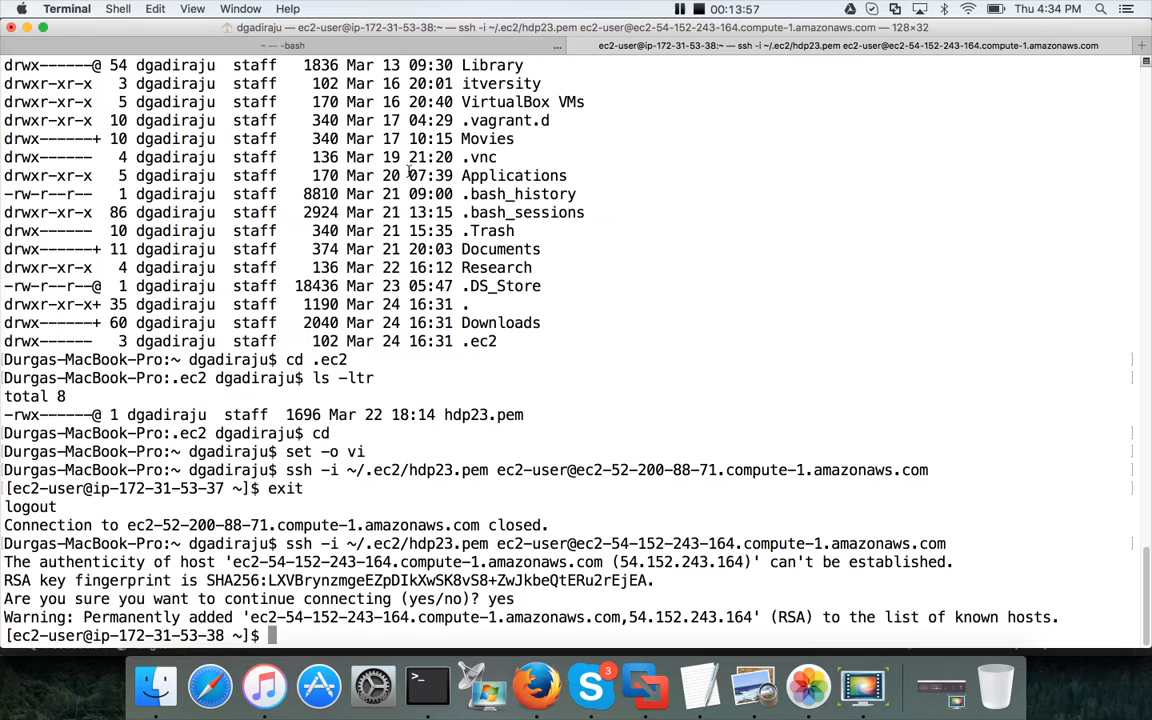 Terminal Shell Edit View Window Help 00:13:57 Thu 4:34 PM
dgadiraju — ec2-user@ip-172-31-53-38:~ — ssh -i ~/.ec2/hdp.pem ec2-user@ec2-54-152-243-164.compute-1.amazonaws.com — 128×32
~ — -bash ... ec2-user@ip-172-31-53-38:~ — ssh -i ~/.ec2/hdp.pem ec2-user@ec2-54-152-243-164.compute-1.amazonaws.com +
drwx------@ 54 dgadiraju staff 1836 Mar 13 09:30 Library
drwxr-xr-x 3 dgadiraju staff 102 Mar 16 20:01 itversity
drwxr-xr-x 5 dgadiraju staff 170 Mar 16 20:40 VirtualBox VMs
drwxr-xr-x 10 dgadiraju staff 340 Mar 17 04:29 .vagrant.d
drwx------+ 10 dgadiraju staff 340 Mar 17 10:15 Movies
drwx------ 4 dgadiraju staff 136 Mar 19 21:20 .vnc
drwxr-xr-x 5 dgadiraju staff 170 Mar 20 07:39 Applications
-rw-r--r-- 1 dgadiraju staff 8810 Mar 21 09:00 .bash_history
drwxr-xr-x 86 dgadiraju staff 2924 Mar 21 13:15 .bash_sessions
drwx------ 10 dgadiraju staff 340 Mar 21 15:35 .Trash
drwx------+ 11 dgadiraju staff 374 Mar 21 20:03 Documents
drwxr-xr-x 4 dgadiraju staff 136 Mar 22 16:12 Research
-rw-r--r--@ 1 dgadiraju staff 18436 Mar 23 05:47 .DS_Store
drwxr-xr-x+ 35 dgadiraju staff 1190 Mar 24 16:31 .
drwx------+ 60 dgadiraju staff 2040 Mar 24 16:31 Downloads
drwx------ 3 dgadiraju staff 102 Mar 24 16:31 .ec2
Durgas-MacBook-Pro:~ dgadiraju$ cd .ec2
Durgas-MacBook-Pro:.ec2 dgadiraju$ ls -ltr
total 8
-rwx------@ 1 dgadiraju staff 1696 Mar 22 18:14 hdp23.pem
Durgas-MacBook-Pro:.ec2 dgadiraju$ cd
Durgas-MacBook-Pro:~ dgadiraju$ set -o vi
Durgas-MacBook-Pro:~ dgadiraju$ ssh -i ~/.ec2/hdp23.pem ec2-user@ec2-52-200-88-71.compute-1.amazonaws.com
[ec2-user@ip-172-31-53-37 ~]$ exit
logout
Connection to ec2-52-200-88-71.compute-1.amazonaws.com closed.
Durgas-MacBook-Pro:~ dgadiraju$ ssh -i ~/.ec2/hdp23.pem ec2-user@ec2-54-152-243-164.compute-1.amazonaws.com
The authenticity of host 'ec2-54-152-243-164.compute-1.amazonaws.com (54.152.243.164)' can't be established.
RSA key fingerprint is SHA256:LXVBrynzmgeEZpDIkXwSK8vS8+ZwJkbeQtERu2rEjEA.
Are you sure you want to continue connecting (yes/no)? yes
Warning: Permanently added 'ec2-54-152-243-164.compute-1.amazonaws.com,54.152.243.164' (RSA) to the list of known hosts.
[ec2-user@ip-172-31-53-38 ~]$
3